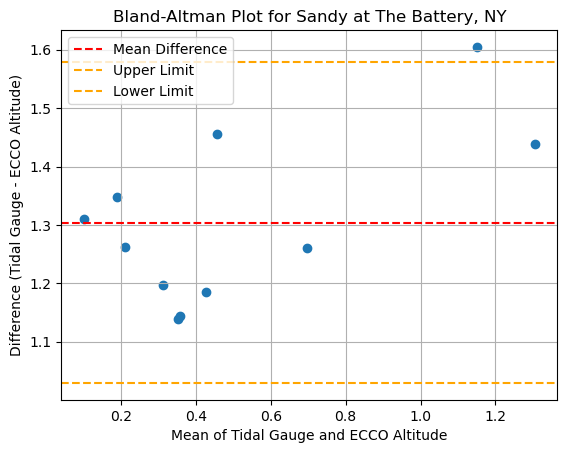 Bland-Altman Plot for Sandy at The Battery, NY
Difference (Tidal Gauge - ECCO Altitude)
1.6
1.5
1.4
1.3
1.2
1.1
Mean Difference
Upper Limit
Lower Limit
0.2 0.4 0.6 0.8 1.0 1.2
Mean of Tidal Gauge and ECCO Altitude